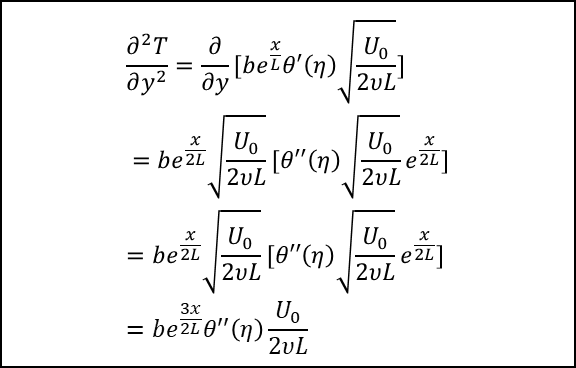 ∂²T/∂y² = ∂/∂y [be^(x/L) θ′(η) √(U₀/2υL)]
= be^(x/2L) √(U₀/2υL) [θ′′(η) √(U₀/2υL) e^(x/2L)]
= be^(x/2L) √(U₀/2υL) [θ′′(η) √(U₀/2υL) e^(x/2L)]
= be^(3x/2L) θ′′(η) U₀/2υL